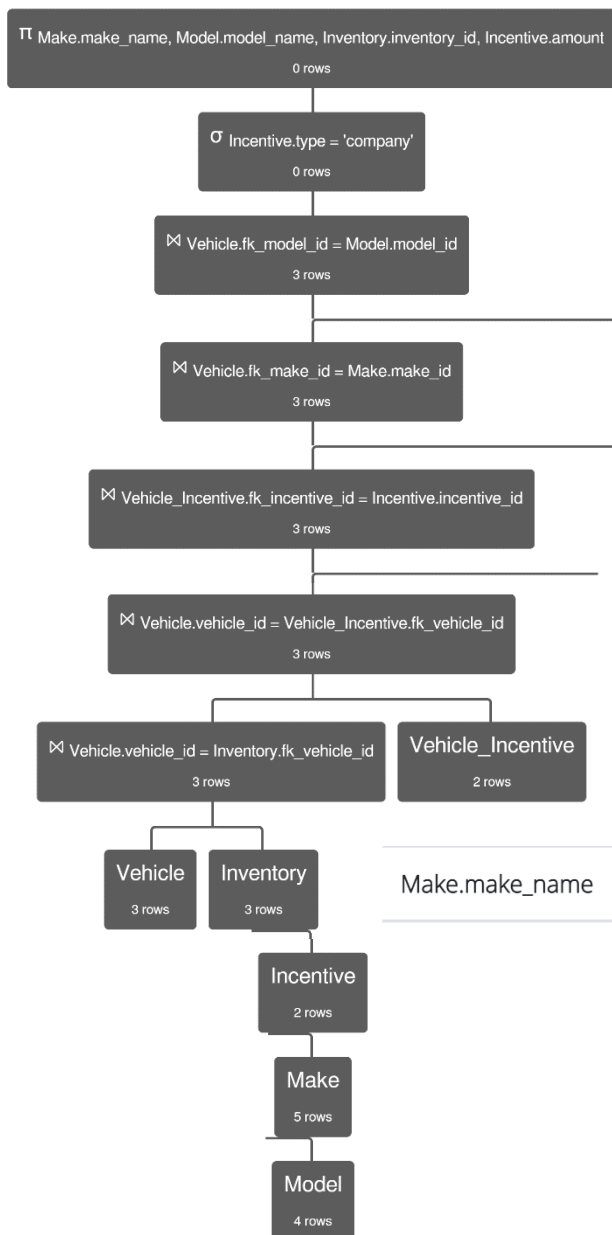 π Make.make_name, Model.model_name, Inventory.inventory_id, Incentive.amount
0 rows
σ Incentive.type = 'company'
0 rows
⋈ Vehicle.fk_model_id = Model.model_id
3 rows
⋈ Vehicle.fk_make_id = Make.make_id
3 rows
⋈ Vehicle_Incentive.fk_incentive_id = Incentive.incentive_id
3 rows
⋈ Vehicle.vehicle_id = Vehicle_Incentive.fk_vehicle_id
3 rows
⋈ Vehicle.vehicle_id = Inventory.fk_vehicle_id
3 rows
Vehicle_Incentive
2 rows
Vehicle
3 rows
Inventory
3 rows
Make.make_name
Incentive
2 rows
Make
5 rows
Model
4 rows